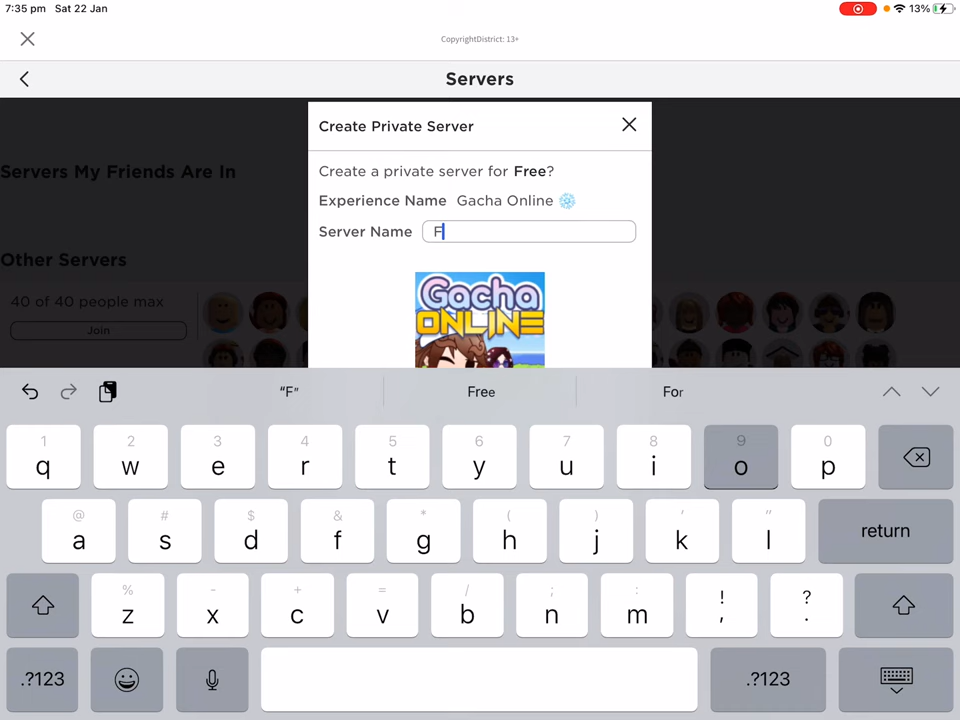 7:35 pm Sat 22 Jan
13%
CopyrightDistrict: 13+
Servers
Create Private Server
Servers My Friends Are In
Create a private server for Free?
Experience Name Gacha Online
Server Name F
Other Servers
40 of 40 people max
Join
Gacha
ONLINE
"F" Free For
1 2 3 4 5 6 7 8 9 0
q w e r t y u i o p
@ # $ & * ( ) ' "
a s d f g h j k l return
% - + = / ; : ! ?
z x c v b n m , .
.?123 .?123